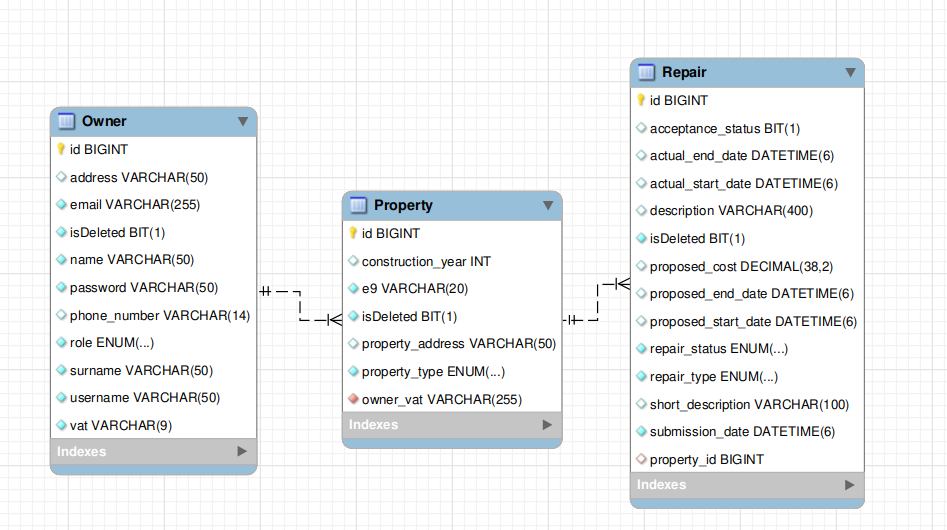 Owner
id BIGINT
address VARCHAR(50)
email VARCHAR(255)
isDeleted BIT(1)
name VARCHAR(50)
password VARCHAR(50)
phone_number VARCHAR(14)
role ENUM(...)
surname VARCHAR(50)
username VARCHAR(50)
vat VARCHAR(9)
Indexes
Property
id BIGINT
construction_year INT
e9 VARCHAR(20)
isDeleted BIT(1)
property_address VARCHAR(50)
property_type ENUM(...)
owner_vat VARCHAR(255)
Indexes
Repair
id BIGINT
acceptance_status BIT(1)
actual_end_date DATETIME(6)
actual_start_date DATETIME(6)
description VARCHAR(400)
isDeleted BIT(1)
proposed_cost DECIMAL(38,2)
proposed_end_date DATETIME(6)
proposed_start_date DATETIME(6)
repair_status ENUM(...)
repair_type ENUM(...)
short_description VARCHAR(100)
submission_date DATETIME(6)
property_id BIGINT
Indexes